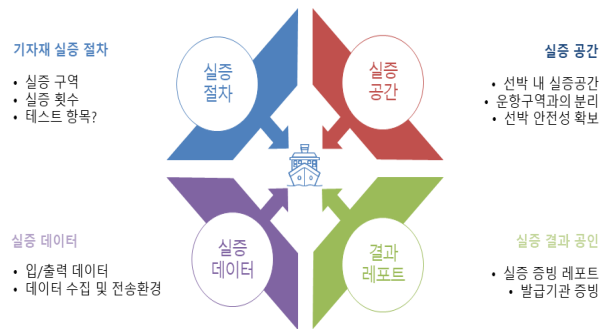 기자재 실증 절차
• 실증 구역
• 실증 횟수
• 테스트 항목?
실증
절차
실증
공간
실증 공간
• 선박 내 실증공간
• 운항구역과의 분리
• 선박 안전성 확보
실증 데이터
• 입/출력 데이터
• 데이터 수집 및 전송환경
실증
데이터
결과
레포트
실증 결과 공인
• 실증 증빙 레포트
• 발급기관 증빙